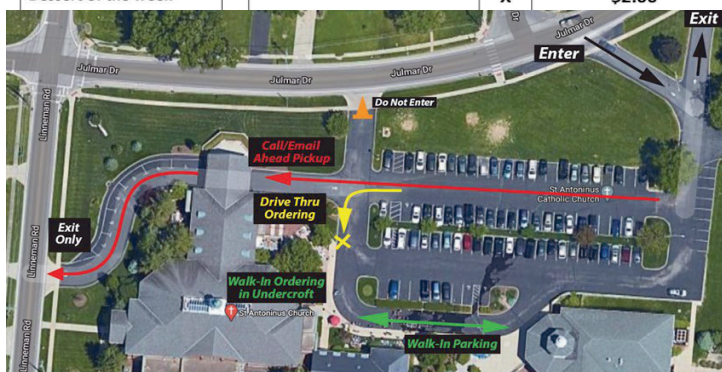 Dessert of the Week
X
$2.00
Exit
Julmar Dr
Enter
Julmar Dr
Julmar Dr
Julmar Dr
Do Not Enter
Linneman Rd
Call/Email
Ahead Pickup
St Antoninus
Catholic Church
Drive Thru
Ordering
Exit
Only
Linneman Rd
Walk-In Ordering
in Undercroft
St Antoninus Church
Linneman Rd
Walk-In Parking